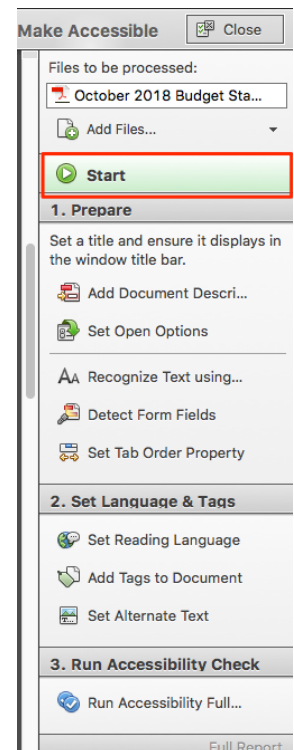 Make Accessible
Close
Files to be processed:
October 2018 Budget Sta...
Add Files...
Start
1. Prepare
Set a title and ensure it displays in
the window title bar.
Add Document Descri...
Set Open Options
AA Recognize Text using...
Detect Form Fields
Set Tab Order Property
2. Set Language & Tags
Set Reading Language
Add Tags to Document
Set Alternate Text
3. Run Accessibility Check
Run Accessibility Full...
Full Report